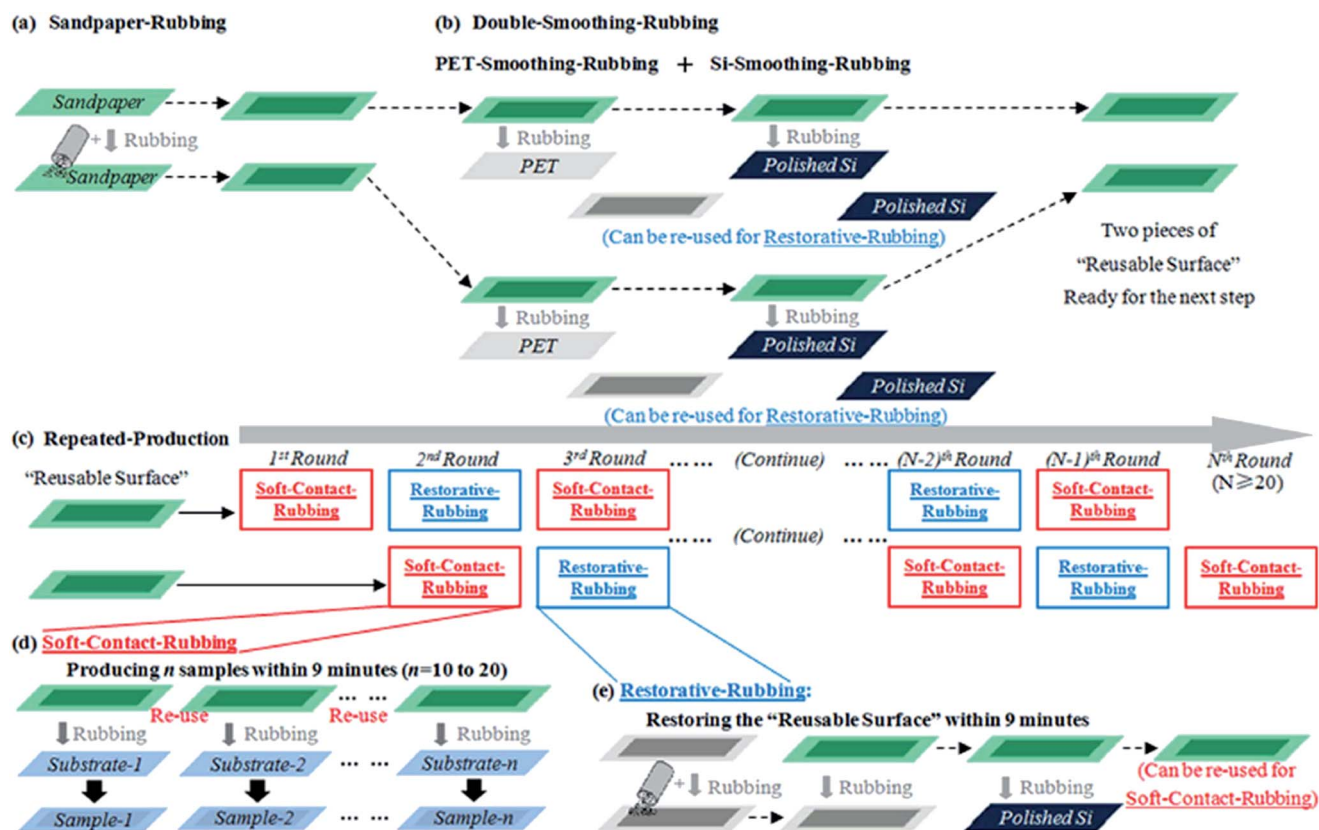 (a) Sandpaper-Rubbing
(b) Double-Smoothing-Rubbing
PET-Smoothing-Rubbing + Si-Smoothing-Rubbing
Sandpaper
+ Rubbing
Sandpaper
Rubbing
Rubbing
PET
Polished Si
Polished Si
(Can be re-used for Restorative-Rubbing)
Rubbing
Rubbing
PET
Polished Si
Polished Si
(Can be re-used for Restorative-Rubbing)
Two pieces of
“Reusable Surface”
Ready for the next step
(c) Repeated-Production
“Reusable Surface”
1st Round
2nd Round
3rd Round
... ... (Continue) ... ...
(N-2)th Round
(N-1)th Round
Nth Round
(N≥20)
Soft-Contact-
Rubbing
Restorative-
Rubbing
Soft-Contact-
Rubbing
Restorative-
Rubbing
Soft-Contact-
Rubbing
... ... (Continue) ... ...
Soft-Contact-
Rubbing
Restorative-
Rubbing
Soft-Contact-
Rubbing
Restorative-
Rubbing
Soft-Contact-
Rubbing
(d) Soft-Contact-Rubbing
Producing n samples within 9 minutes (n=10 to 20)
... ...
Re-use
Re-use
Rubbing
Rubbing
Rubbing
Substrate-1
Substrate-2
... ...
Substrate-n
Sample-1
Sample-2
... ...
Sample-n
(e) Restorative-Rubbing:
Restoring the “Reusable Surface” within 9 minutes
+ Rubbing
Rubbing
Rubbing
Polished Si
(Can be re-used for
Soft-Contact-Rubbing)